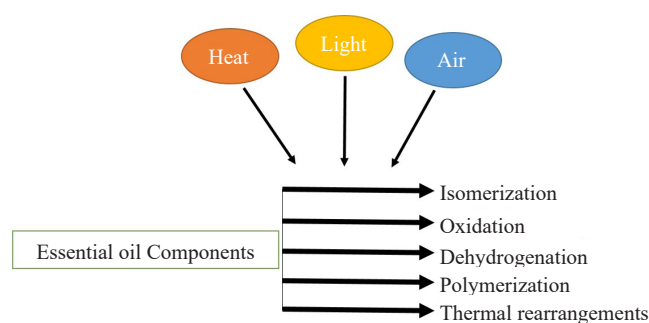 Heat
Light
Air
Isomerization
Oxidation
Essential oil Components
Dehydrogenation
Polymerization
Thermal rearrangements